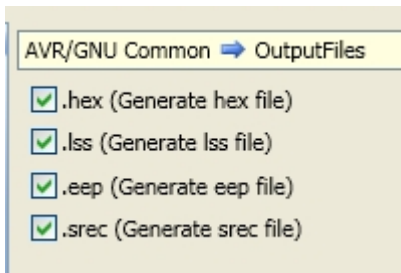 AVR/GNU Common ➡ OutputFiles
.hex (Generate hex file)
.lss (Generate lss file)
.eep (Generate eep file)
.srec (Generate srec file)